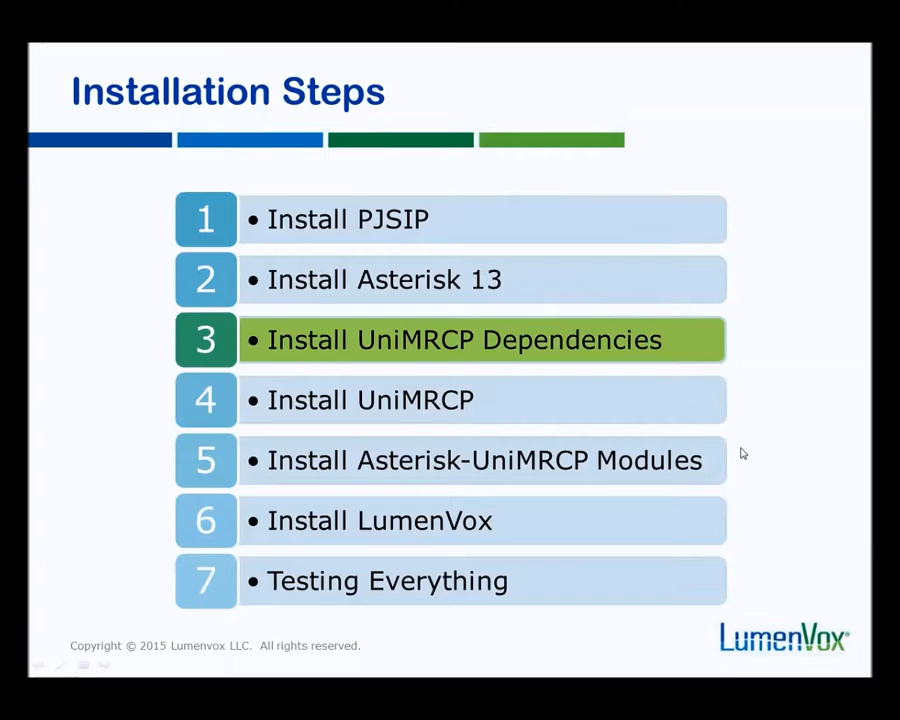 Installation Steps
1 • Install PJSIP
2 • Install Asterisk 13
3 • Install UniMRCP Dependencies
4 • Install UniMRCP
5 • Install Asterisk-UniMRCP Modules
6 • Install LumenVox
7 • Testing Everything
Copyright © 2015 Lumenvox LLC. All rights reserved.
LumenVox®